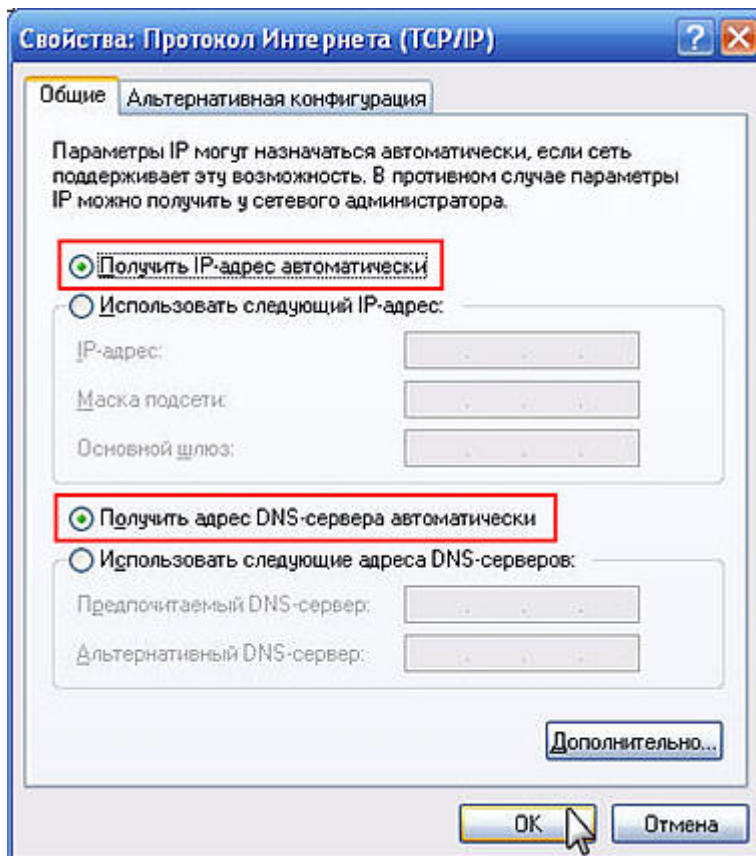 Свойства: Протокол Интернета (TCP/IP)
Общие
Альтернативная конфигурация
Параметры IP могут назначаться автоматически, если сеть
поддерживает эту возможность. В противном случае параметры
IP можно получить у сетевого администратора.
Получить IP-адрес автоматически
Использовать следующий IP-адрес:
IP-адрес:
Маска подсети:
Основной шлюз:
Получить адрес DNS-сервера автоматически
Использовать следующие адреса DNS-серверов:
Предпочитаемый DNS-сервер:
Альтернативный DNS-сервер:
Дополнительно...
ОК
Отмена